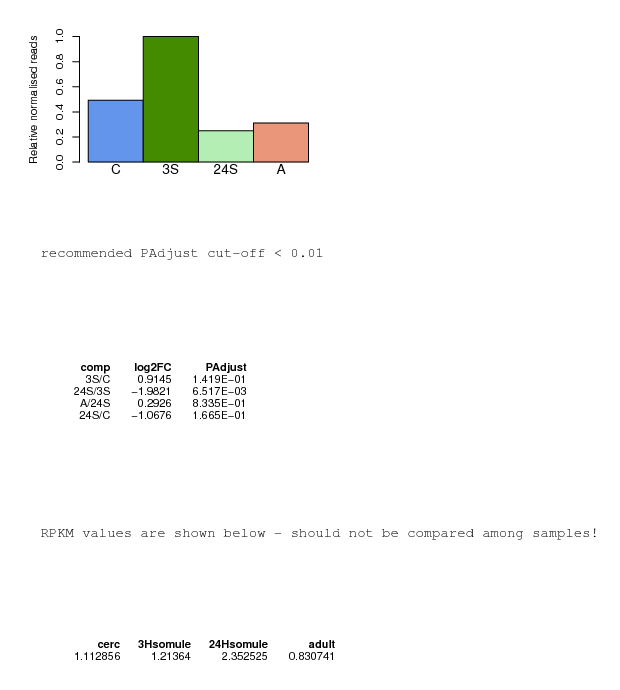 Relative normalised reads
1.0
0.8
0.6
0.4
0.2
0.0
C 3S 24S A
recommended PAdjust cut-off < 0.01
comp log2FC PAdjust
3S/C 0.9145 1.419E−01
24S/3S −1.9821 6.517E−03
A/24S 0.2926 8.335E−01
24S/C −1.0676 1.665E−01
RPKM values are shown below - should not be compared among samples!
cerc 3Hsomule 24Hsomule adult
1.112856 1.21364 2.352525 0.830741